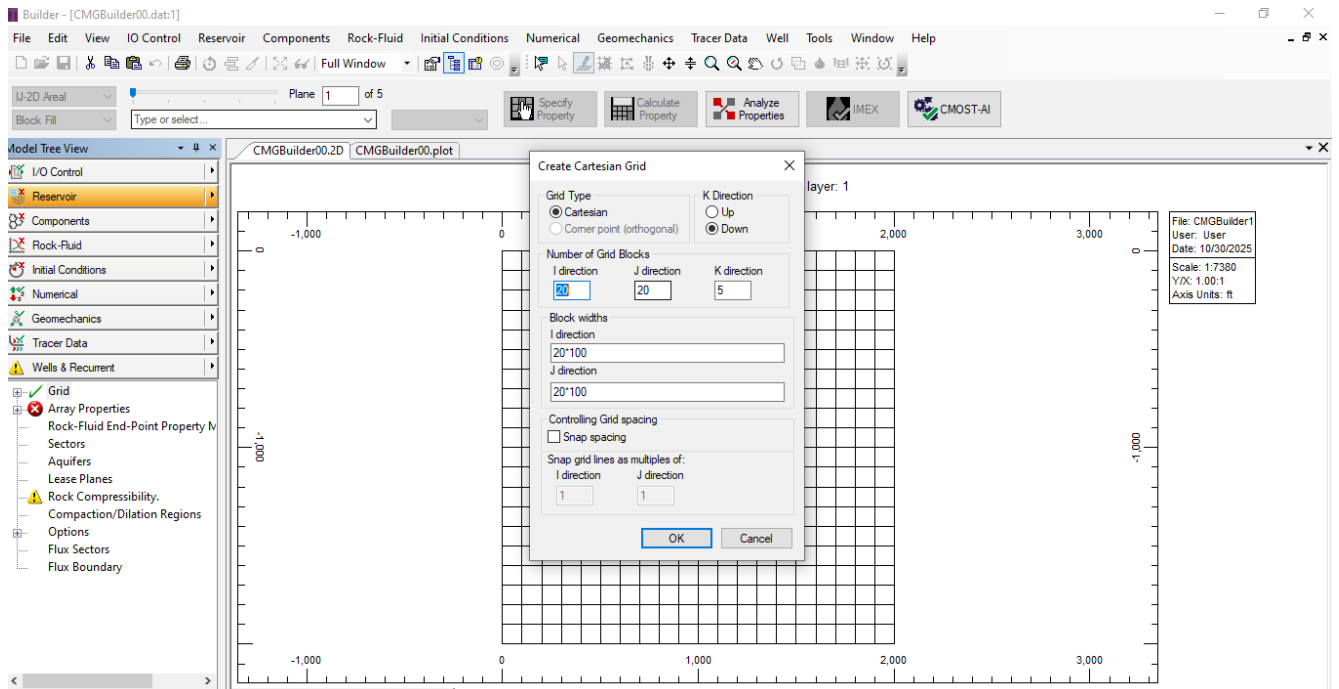 Builder - [CMGBuilder00.dat:1]
File Edit View IO Control Reservoir Components Rock-Fluid Initial Conditions Numerical Geomechanics Tracer Data Well Tools Window Help
Full Window
IJ-2D Areal
Plane 1 of 5
Block Fill
Type or select...
Specify Property
Calculate Property
Analyze Properties
IMEX
CMOST-AI
Model Tree View
CMGBuilder00.2D CMGBuilder00.plot
I/O Control
Reservoir
Components
Rock-Fluid
Initial Conditions
Numerical
Geomechanics
Tracer Data
Wells & Recurrent
Grid
Array Properties
Rock-Fluid End-Point Property M
Sectors
Aquifers
Lease Planes
Rock Compressibility.
Compaction/Dilation Regions
Options
Flux Sectors
Flux Boundary
layer: 1
-1,000 0 2,000 3,000
0 0
-1,000 -1,000
-1,000 0 1,000 2,000 3,000
File: CMGBuilder1
User: User
Date: 10/30/2025
Scale: 1:7380
Y/X: 1.00:1
Axis Units: ft
Create Cartesian Grid
Grid Type
Cartesian
Corner point (orthogonal)
K Direction
Up
Down
Number of Grid Blocks
I direction J direction K direction
20 20 5
Block widths
I direction
20*100
J direction
20*100
Controlling Grid spacing
Snap spacing
Snap grid lines as multiples of:
I direction J direction
1 1
OK Cancel